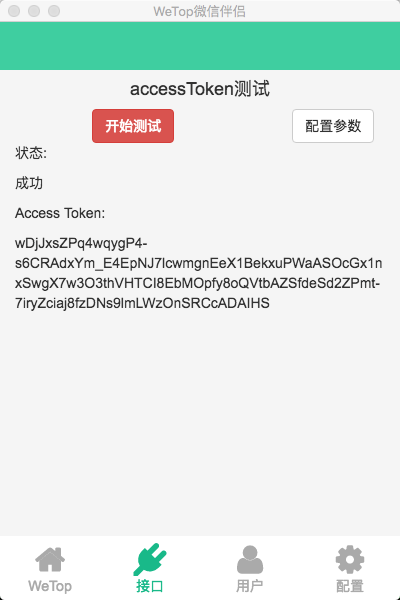 WeTop微信伴侣
accessToken测试
开始测试
配置参数
状态:
成功
Access Token:
wDjJxsZPq4wqygP4-
s6CRAdxYm_E4EpNJ7lcwmgnEeX1BekxuPWaASOcGx1n
xSwgX7w3O3thVHTCI8EbMOpfy8oQVtbAZSfdeSd2ZPmt-
7iryZciaj8fzDNs9lmLWzOnSRCcADAIHS
WeTop
接口
用户
配置